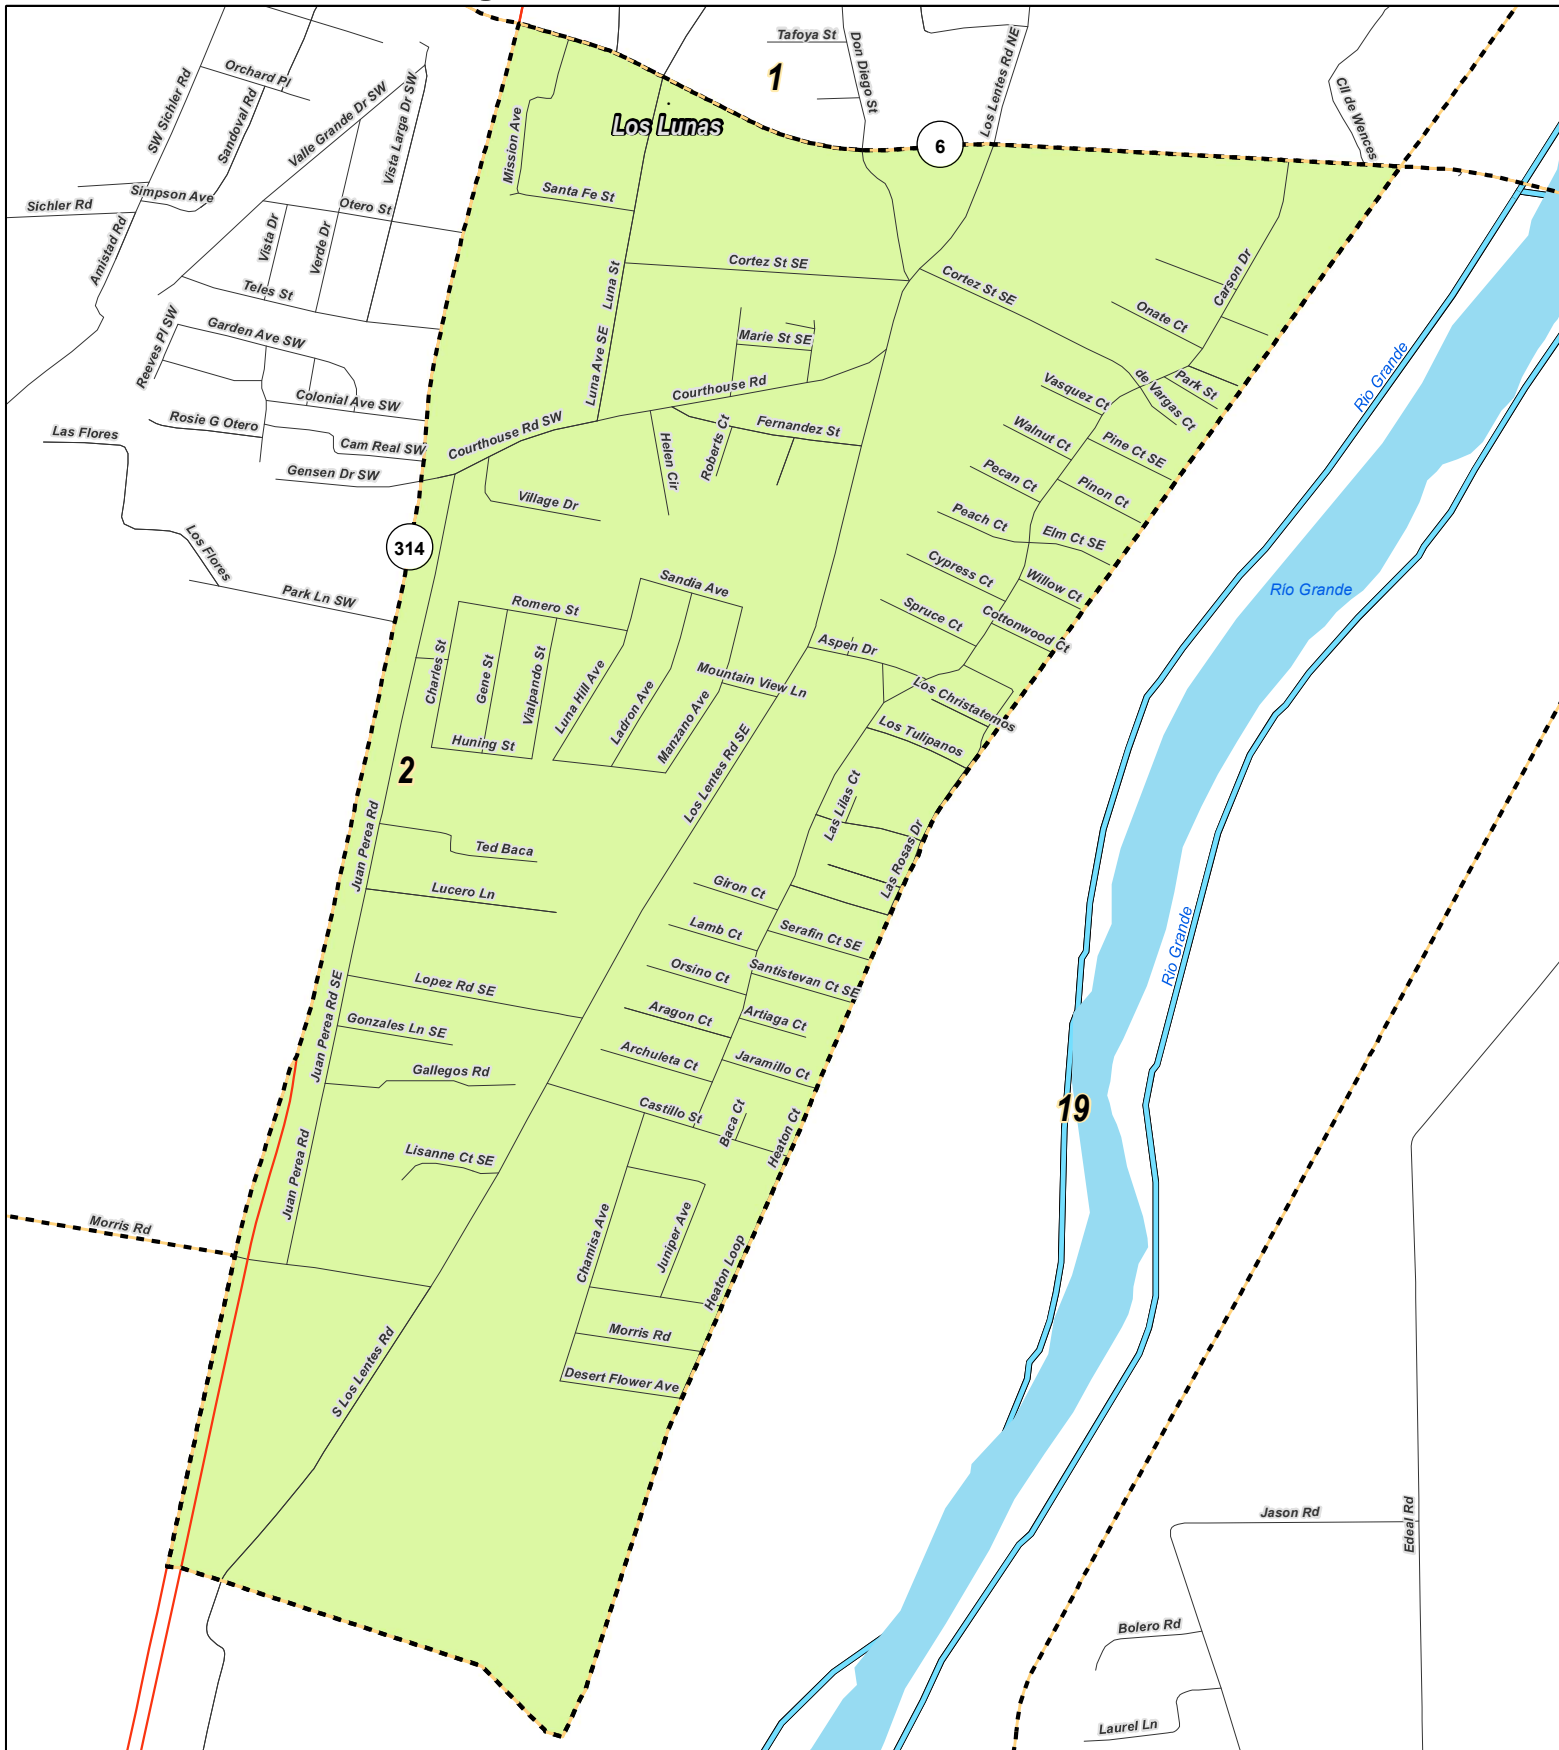 Tafoya St
Don Diego St
Los Lentes Rd NE
1
Orchard Pl
SW Sichler Rd
Sandoval Rd
Valle Grande Dr SW
Vista Larga Dr SW
Cll de Wences
Mission Ave
Los Lunas
6
Simpson Ave
Sichler Rd
Santa Fe St
Otero St
Amistad Rd
Vista Dr
Verde Dr
Cortez St SE
Luna St
Cortez St SE
Carson Dr
Teles St
Onate Ct
Garden Ave SW
Reeves Pl SW
Marie St SE
Luna Ave SE
Rio Grande
Courthouse Rd
Vasquez Ct
de Vargas Ct
Park St
Colonial Ave SW
Rosie G Otero
Las Flores
Cam Real SW
Courthouse Rd SW
Fernandez St
Roberts Ct
Helen Cir
Walnut Ct
Pine Ct SE
Gensen Dr SW
Pecan Ct
Pinon Ct
Village Dr
Peach Ct
Elm Ct SE
314
Los Flores
Cypress Ct
Willow Ct
Park Ln SW
Sandia Ave
Rio Grande
Romero St
Spruce Ct
Cottonwood Ct
Aspen Dr
Charles St
Gene St
Vialpando St
Luna Hill Ave
Ladron Ave
Manzano Ave
Mountain View Ln
Los Christatemos
Los Tulipanos
Huning St
2
Los Lentes Rd SE
Las Lilas Ct
Juan Perea Rd
Ted Baca
Las Rosas Dr
Lucero Ln
Giron Ct
Lamb Ct
Serafin Ct SE
Rio Grande
Orsino Ct
Santistevan Ct SE
Lopez Rd SE
Juan Perea Rd SE
Gonzales Ln SE
Aragon Ct
Artiaga Ct
Gallegos Rd
Archuleta Ct
Jaramillo Ct
Castillo St
Baca Ct
Heaton Ct
19
Juan Perea Rd
Lisanne Ct SE
Morris Rd
Chamisa Ave
Juniper Ave
Heaton Loop
Morris Rd
S Los Lentes Rd
Desert Flower Ave
Jason Rd
Edeal Rd
Bolero Rd
Laurel Ln